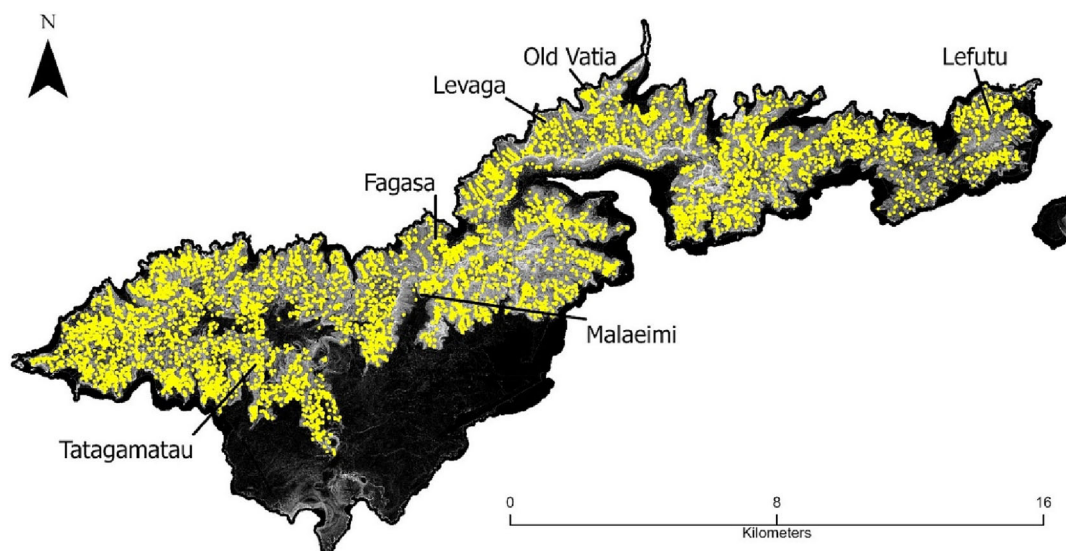 N
Old Vatia
Lefutu
Levaga
Fagasa
Malaeimi
Tatagamatau
0
8
16
Kilometers